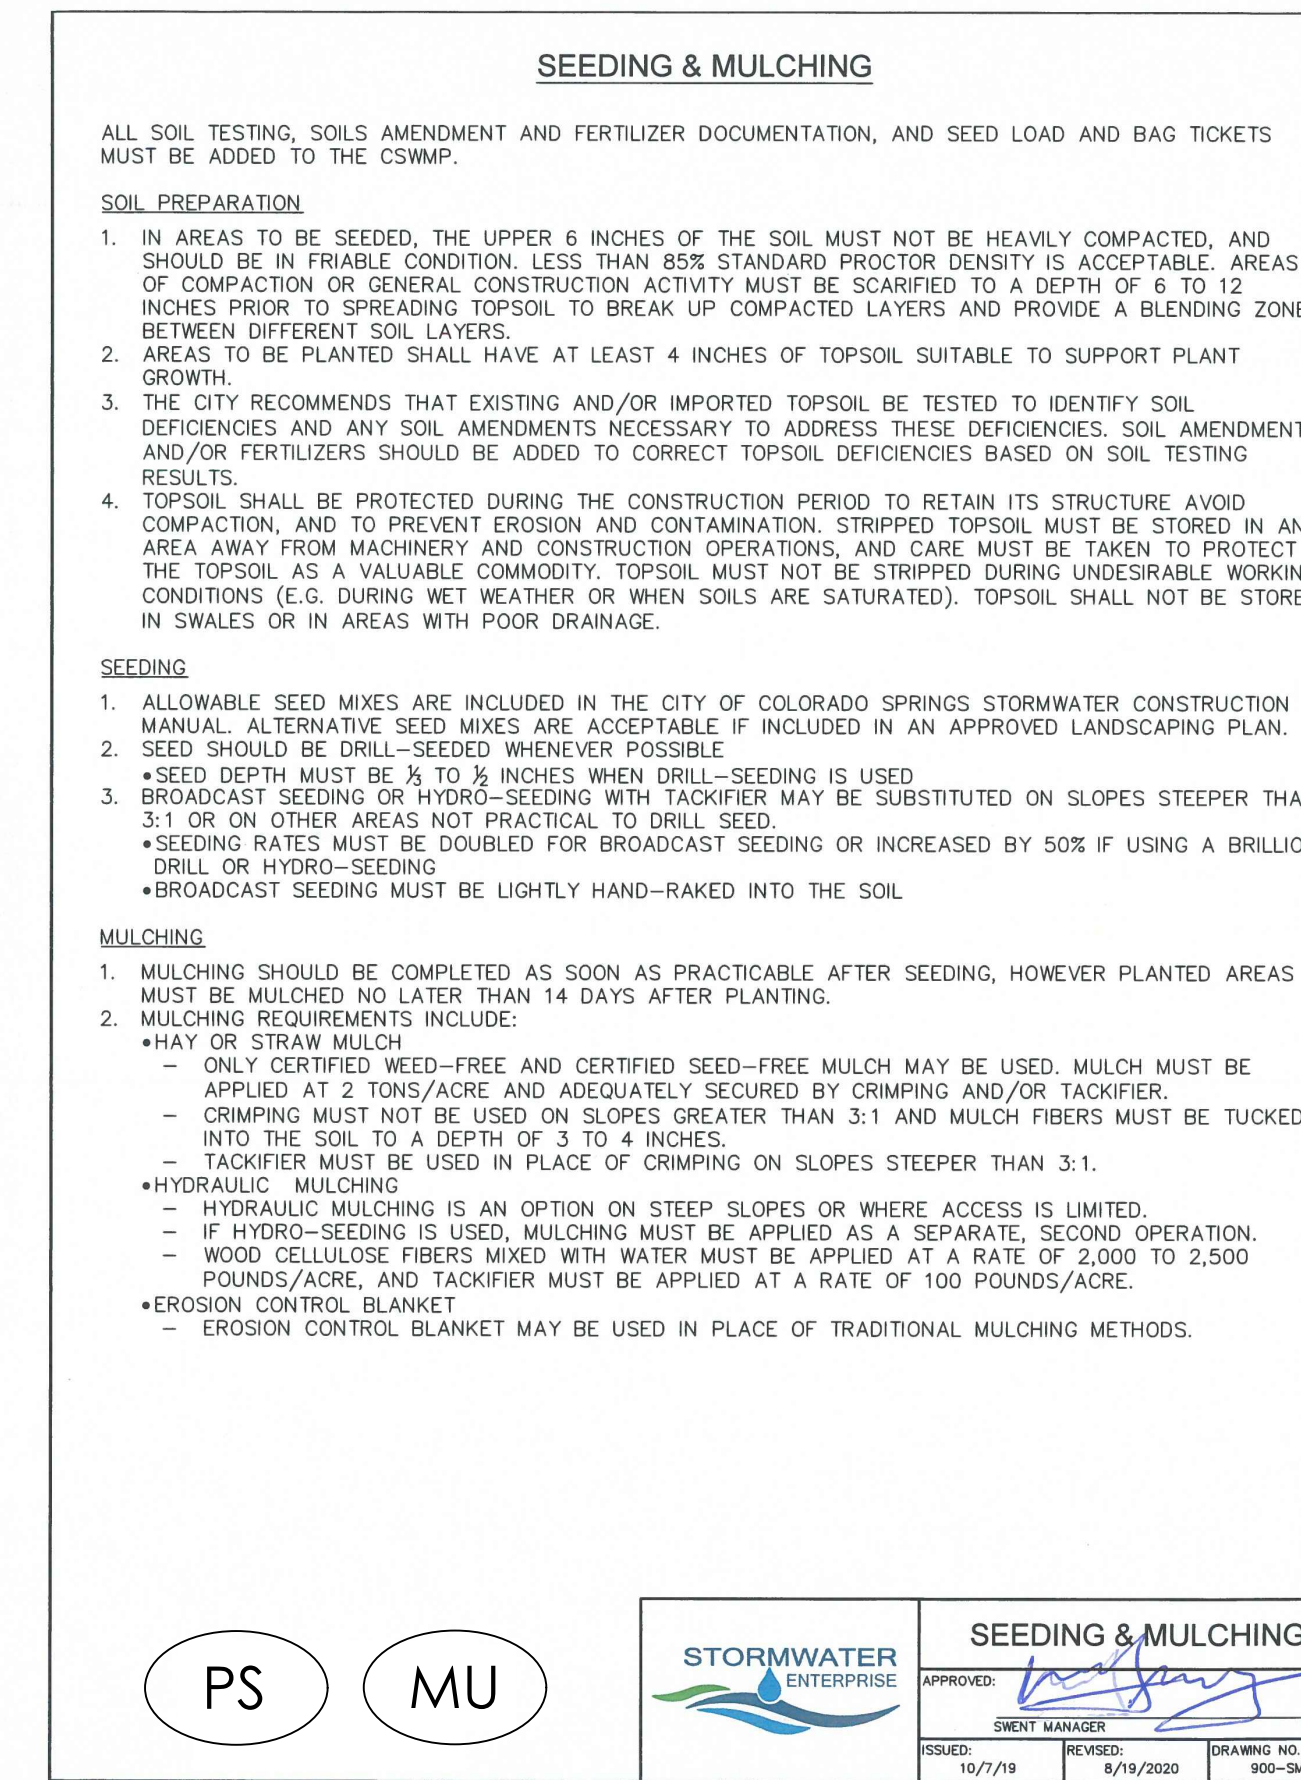 SEEDING & MULCHING
ALL SOIL TESTING, SOILS AMENDMENT AND FERTILIZER DOCUMENTATION, AND SEED LOAD AND BAG TICKETS
MUST BE ADDED TO THE CSWMP.
SOIL PREPARATION
1. IN AREAS TO BE SEEDED, THE UPPER 6 INCHES OF THE SOIL MUST NOT BE HEAVILY COMPACTED, AND
SHOULD BE IN FRIABLE CONDITION. LESS THAN 85% STANDARD PROCTOR DENSITY IS ACCEPTABLE. AREAS
OF COMPACTION OR GENERAL CONSTRUCTION ACTIVITY MUST BE SCARIFIED TO A DEPTH OF 6 TO 12
INCHES PRIOR TO SPREADING TOPSOIL TO BREAK UP COMPACTED LAYERS AND PROVIDE A BLENDING ZONE
BETWEEN DIFFERENT SOIL LAYERS.
2. AREAS TO BE PLANTED SHALL HAVE AT LEAST 4 INCHES OF TOPSOIL SUITABLE TO SUPPORT PLANT
GROWTH.
3. THE CITY RECOMMENDS THAT EXISTING AND/OR IMPORTED TOPSOIL BE TESTED TO IDENTIFY SOIL
DEFICIENCIES AND ANY SOIL AMENDMENTS NECESSARY TO ADDRESS THESE DEFICIENCIES. SOIL AMENDMENT
AND/OR FERTILIZERS SHOULD BE ADDED TO CORRECT TOPSOIL DEFICIENCIES BASED ON SOIL TESTING
RESULTS.
4. TOPSOIL SHALL BE PROTECTED DURING THE CONSTRUCTION PERIOD TO RETAIN ITS STRUCTURE AVOID
COMPACTION, AND TO PREVENT EROSION AND CONTAMINATION. STRIPPED TOPSOIL MUST BE STORED IN AN
AREA AWAY FROM MACHINERY AND CONSTRUCTION OPERATIONS, AND CARE MUST BE TAKEN TO PROTECT
THE TOPSOIL AS A VALUABLE COMMODITY. TOPSOIL MUST NOT BE STRIPPED DURING UNDESIRABLE WORKIN
CONDITIONS (E.G. DURING WET WEATHER OR WHEN SOILS ARE SATURATED). TOPSOIL SHALL NOT BE STORE
IN SWALES OR IN AREAS WITH POOR DRAINAGE.
SEEDING
1. ALLOWABLE SEED MIXES ARE INCLUDED IN THE CITY OF COLORADO SPRINGS STORMWATER CONSTRUCTION
MANUAL. ALTERNATIVE SEED MIXES ARE ACCEPTABLE IF INCLUDED IN AN APPROVED LANDSCAPING PLAN.
2. SEED SHOULD BE DRILL-SEEDED WHENEVER POSSIBLE
•SEED DEPTH MUST BE ⅓ TO ½ INCHES WHEN DRILL-SEEDING IS USED
3. BROADCAST SEEDING OR HYDRO-SEEDING WITH TACKIFIER MAY BE SUBSTITUTED ON SLOPES STEEPER THA
3:1 OR ON OTHER AREAS NOT PRACTICAL TO DRILL SEED.
•SEEDING RATES MUST BE DOUBLED FOR BROADCAST SEEDING OR INCREASED BY 50% IF USING A BRILLIO
DRILL OR HYDRO-SEEDING
•BROADCAST SEEDING MUST BE LIGHTLY HAND-RAKED INTO THE SOIL
MULCHING
1. MULCHING SHOULD BE COMPLETED AS SOON AS PRACTICABLE AFTER SEEDING, HOWEVER PLANTED AREAS
MUST BE MULCHED NO LATER THAN 14 DAYS AFTER PLANTING.
2. MULCHING REQUIREMENTS INCLUDE:
•HAY OR STRAW MULCH
– ONLY CERTIFIED WEED-FREE AND CERTIFIED SEED-FREE MULCH MAY BE USED. MULCH MUST BE
APPLIED AT 2 TONS/ACRE AND ADEQUATELY SECURED BY CRIMPING AND/OR TACKIFIER.
– CRIMPING MUST NOT BE USED ON SLOPES GREATER THAN 3:1 AND MULCH FIBERS MUST BE TUCKED
INTO THE SOIL TO A DEPTH OF 3 TO 4 INCHES.
– TACKIFIER MUST BE USED IN PLACE OF CRIMPING ON SLOPES STEEPER THAN 3:1.
•HYDRAULIC MULCHING
– HYDRAULIC MULCHING IS AN OPTION ON STEEP SLOPES OR WHERE ACCESS IS LIMITED.
– IF HYDRO-SEEDING IS USED, MULCHING MUST BE APPLIED AS A SEPARATE, SECOND OPERATION.
– WOOD CELLULOSE FIBERS MIXED WITH WATER MUST BE APPLIED AT A RATE OF 2,000 TO 2,500
POUNDS/ACRE, AND TACKIFIER MUST BE APPLIED AT A RATE OF 100 POUNDS/ACRE.
•EROSION CONTROL BLANKET
– EROSION CONTROL BLANKET MAY BE USED IN PLACE OF TRADITIONAL MULCHING METHODS.
PS
MU
STORMWATER
ENTERPRISE
SEEDING & MULCHING
APPROVED:
SWENT MANAGER
ISSUED:
10/7/19
REVISED:
8/19/2020
DRAWING NO.
900-SM